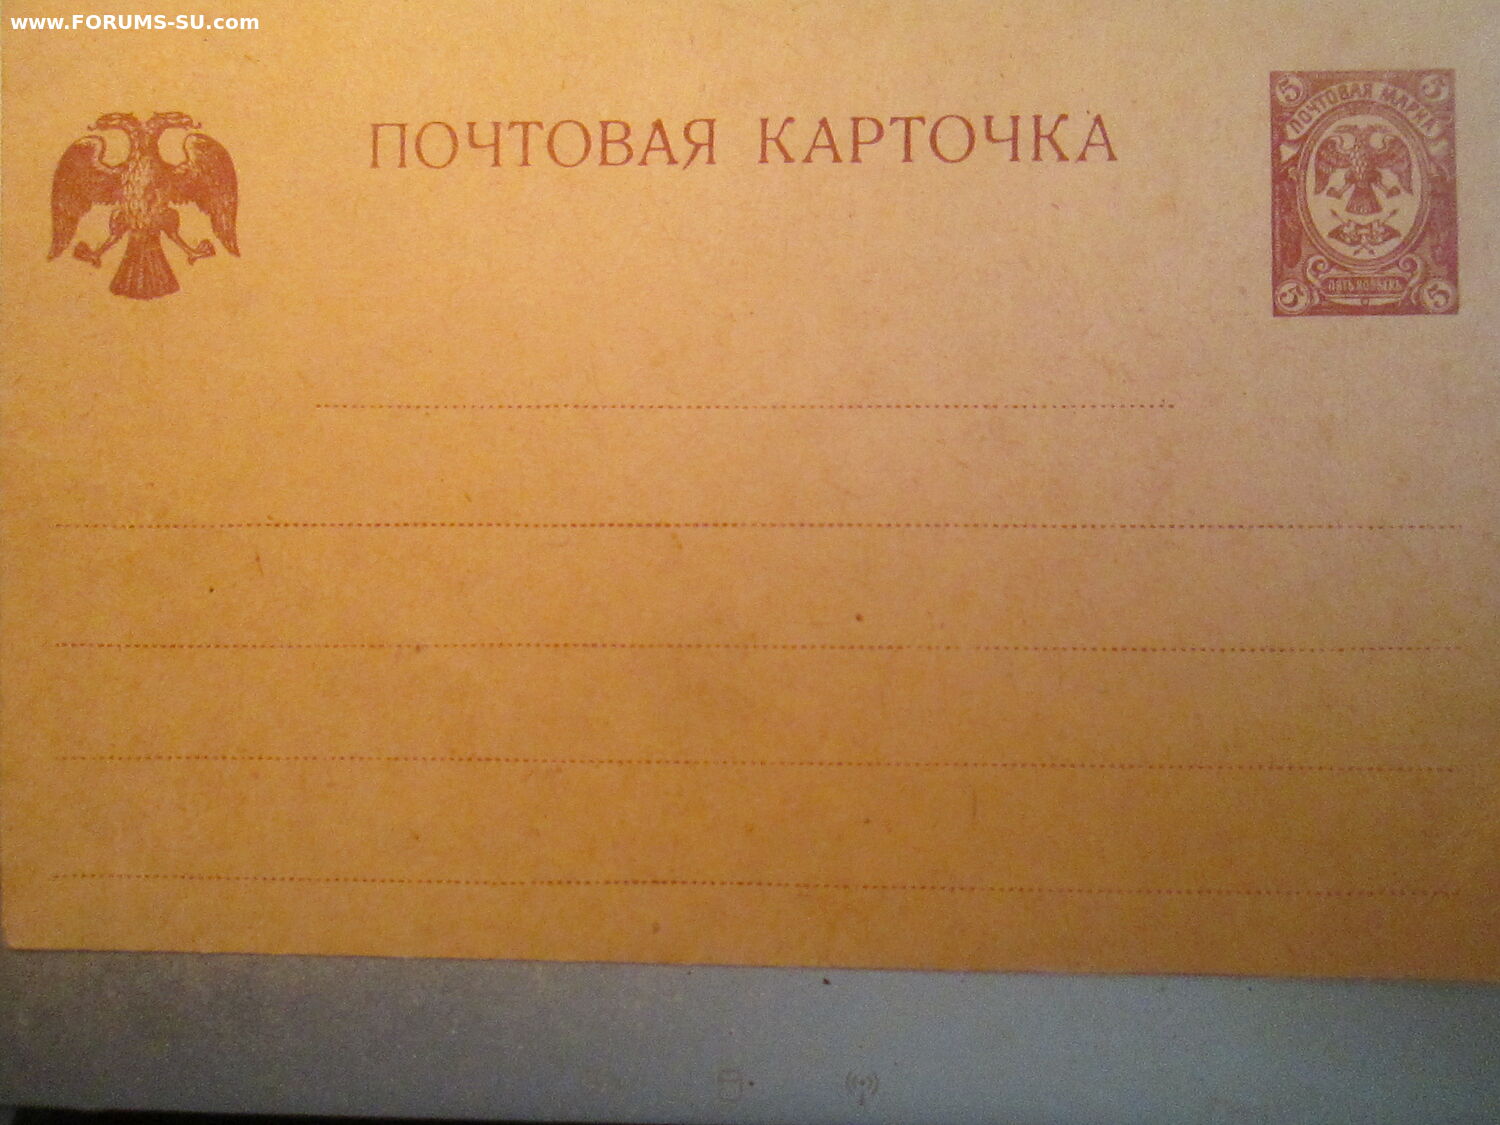 www.FORUMS-SU.com
ПОЧТОВАЯ КАРТОЧКА
5 5
ПОЧТОВАЯ МАРКА
ПЯТЬ КОПѢЕКЪ
5 5